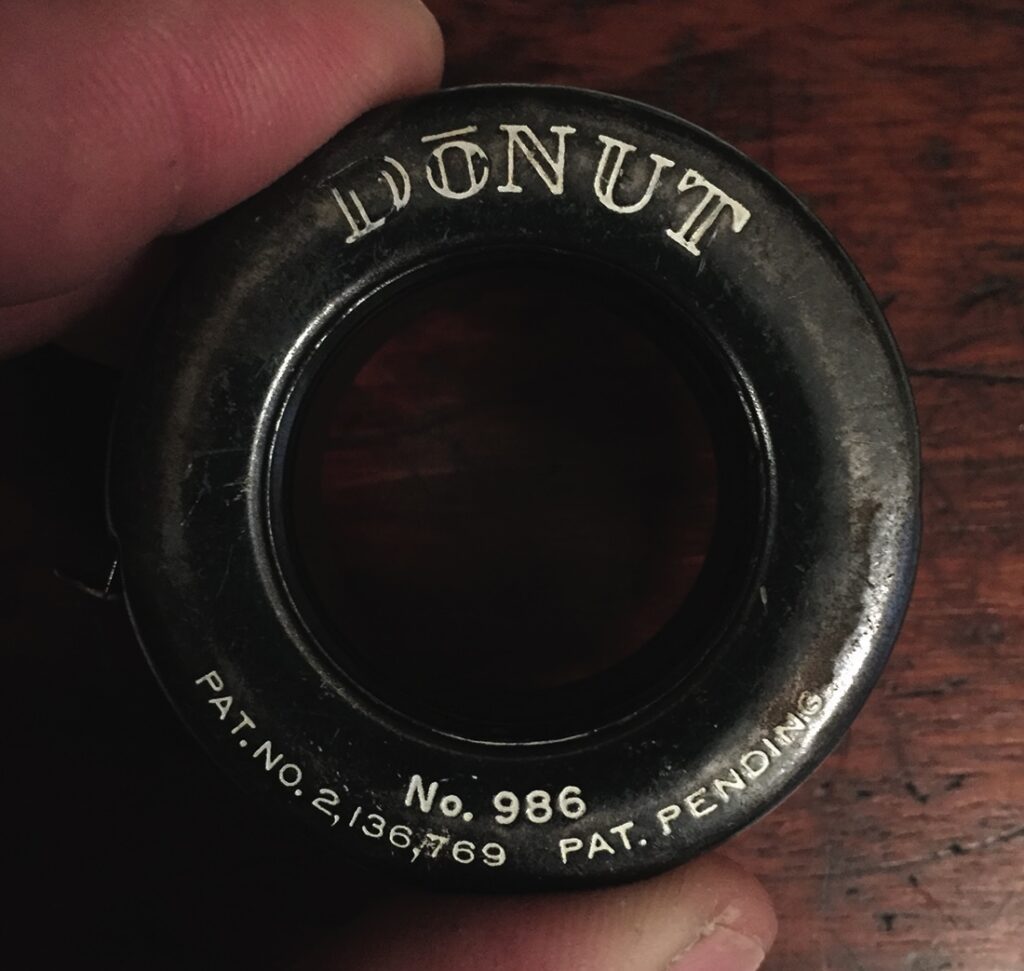 DŌNUT
No. 986
PAT. NO. 2,136,769 PAT. PENDING